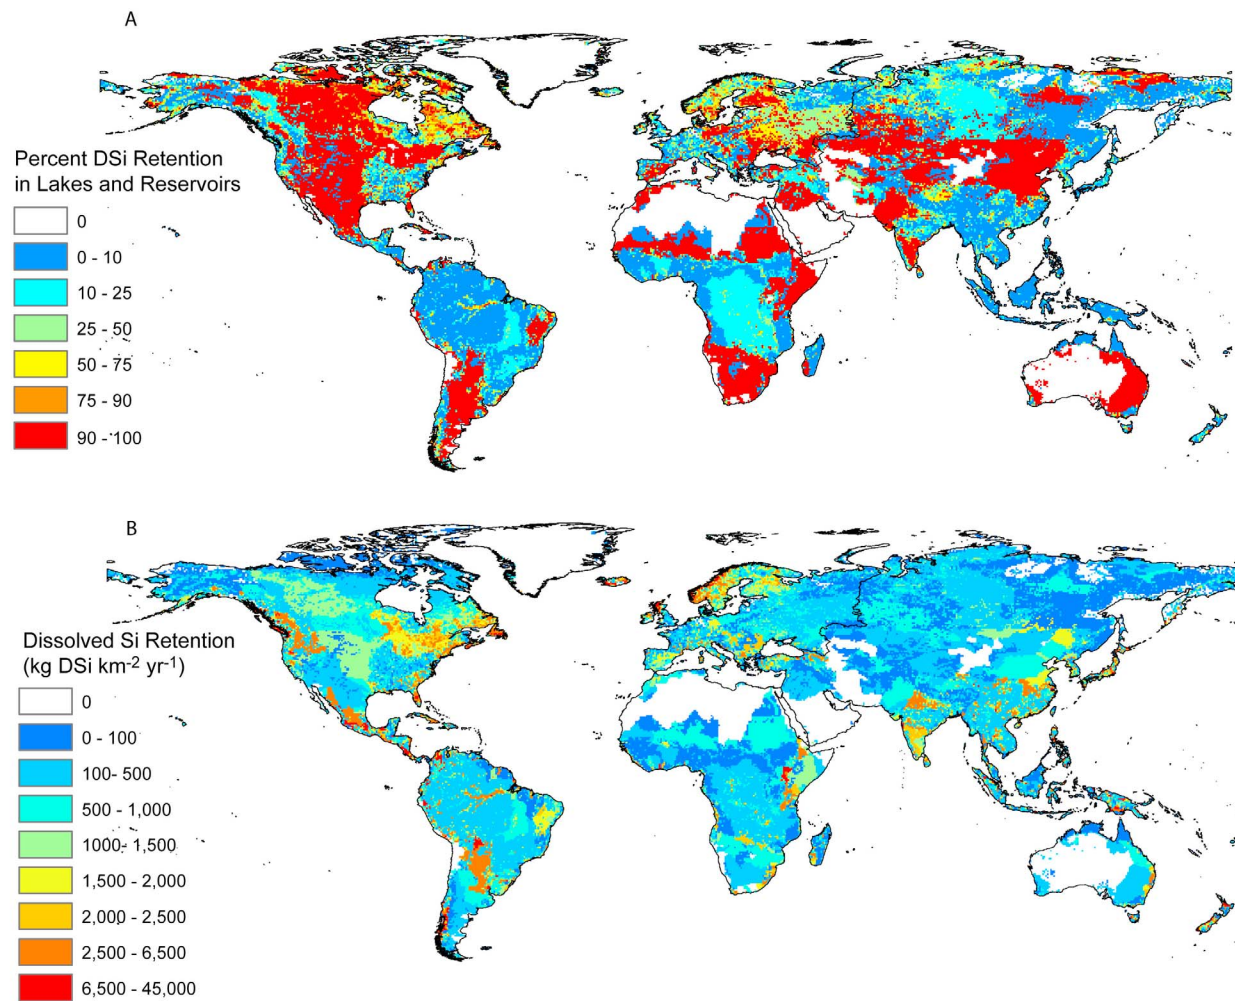 A
Percent DSi Retention
in Lakes and Reservoirs
0
0 - 10
10 - 25
25 - 50
50 - 75
75 - 90
90 - 100
B
Dissolved Si Retention
(kg DSi km-2 yr-1)
0
0 - 100
100- 500
500 - 1,000
1000- 1,500
1,500 - 2,000
2,000 - 2,500
2,500 - 6,500
6,500 - 45,000